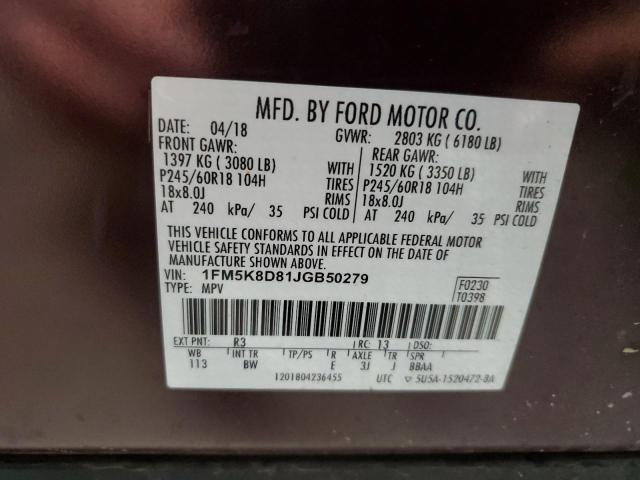 MFD. BY FORD MOTOR CO.
DATE: 04/18 GVWR: 2803 KG ( 6180 LB)
FRONT GAWR: REAR GAWR:
1397 KG ( 3080 LB) WITH 1520 KG ( 3350 LB) WITH
P245/60R18 104H TIRES P245/60R18 104H TIRES
18x8.0J RIMS 18x8.0J RIMS
AT 240 kPa/ 35 PSI COLD AT 240 kPa/ 35 PSI COLD
THIS VEHICLE CONFORMS TO ALL APPLICABLE FEDERAL MOTOR
VEHICLE SAFETY STANDARDS IN EFFECT ON THE DATE OF
MANUFACTURE SHOWN ABOVE.
VIN: 1FM5K8D81JGB50279 F0230
TYPE: MPV T0398
EXT PNT: R3 RC: 13 DSO:
WB INT TR TP/PS R AXLE TR SPR
113 BW E 3J J BBAA
1201804236455 UTC 5U5A-1520472-BA